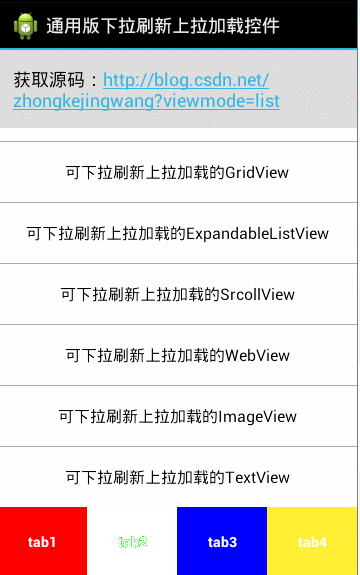 通用版下拉刷新上拉加载控件
获取源码：http://blog.csdn.net/
zhongkejingwang?viewmode=list
可下拉刷新上拉加载的GridView
可下拉刷新上拉加载的ExpandableListView
可下拉刷新上拉加载的SrcollView
可下拉刷新上拉加载的WebView
可下拉刷新上拉加载的ImageView
可下拉刷新上拉加载的TextView
tab1 tab2 tab3 tab4